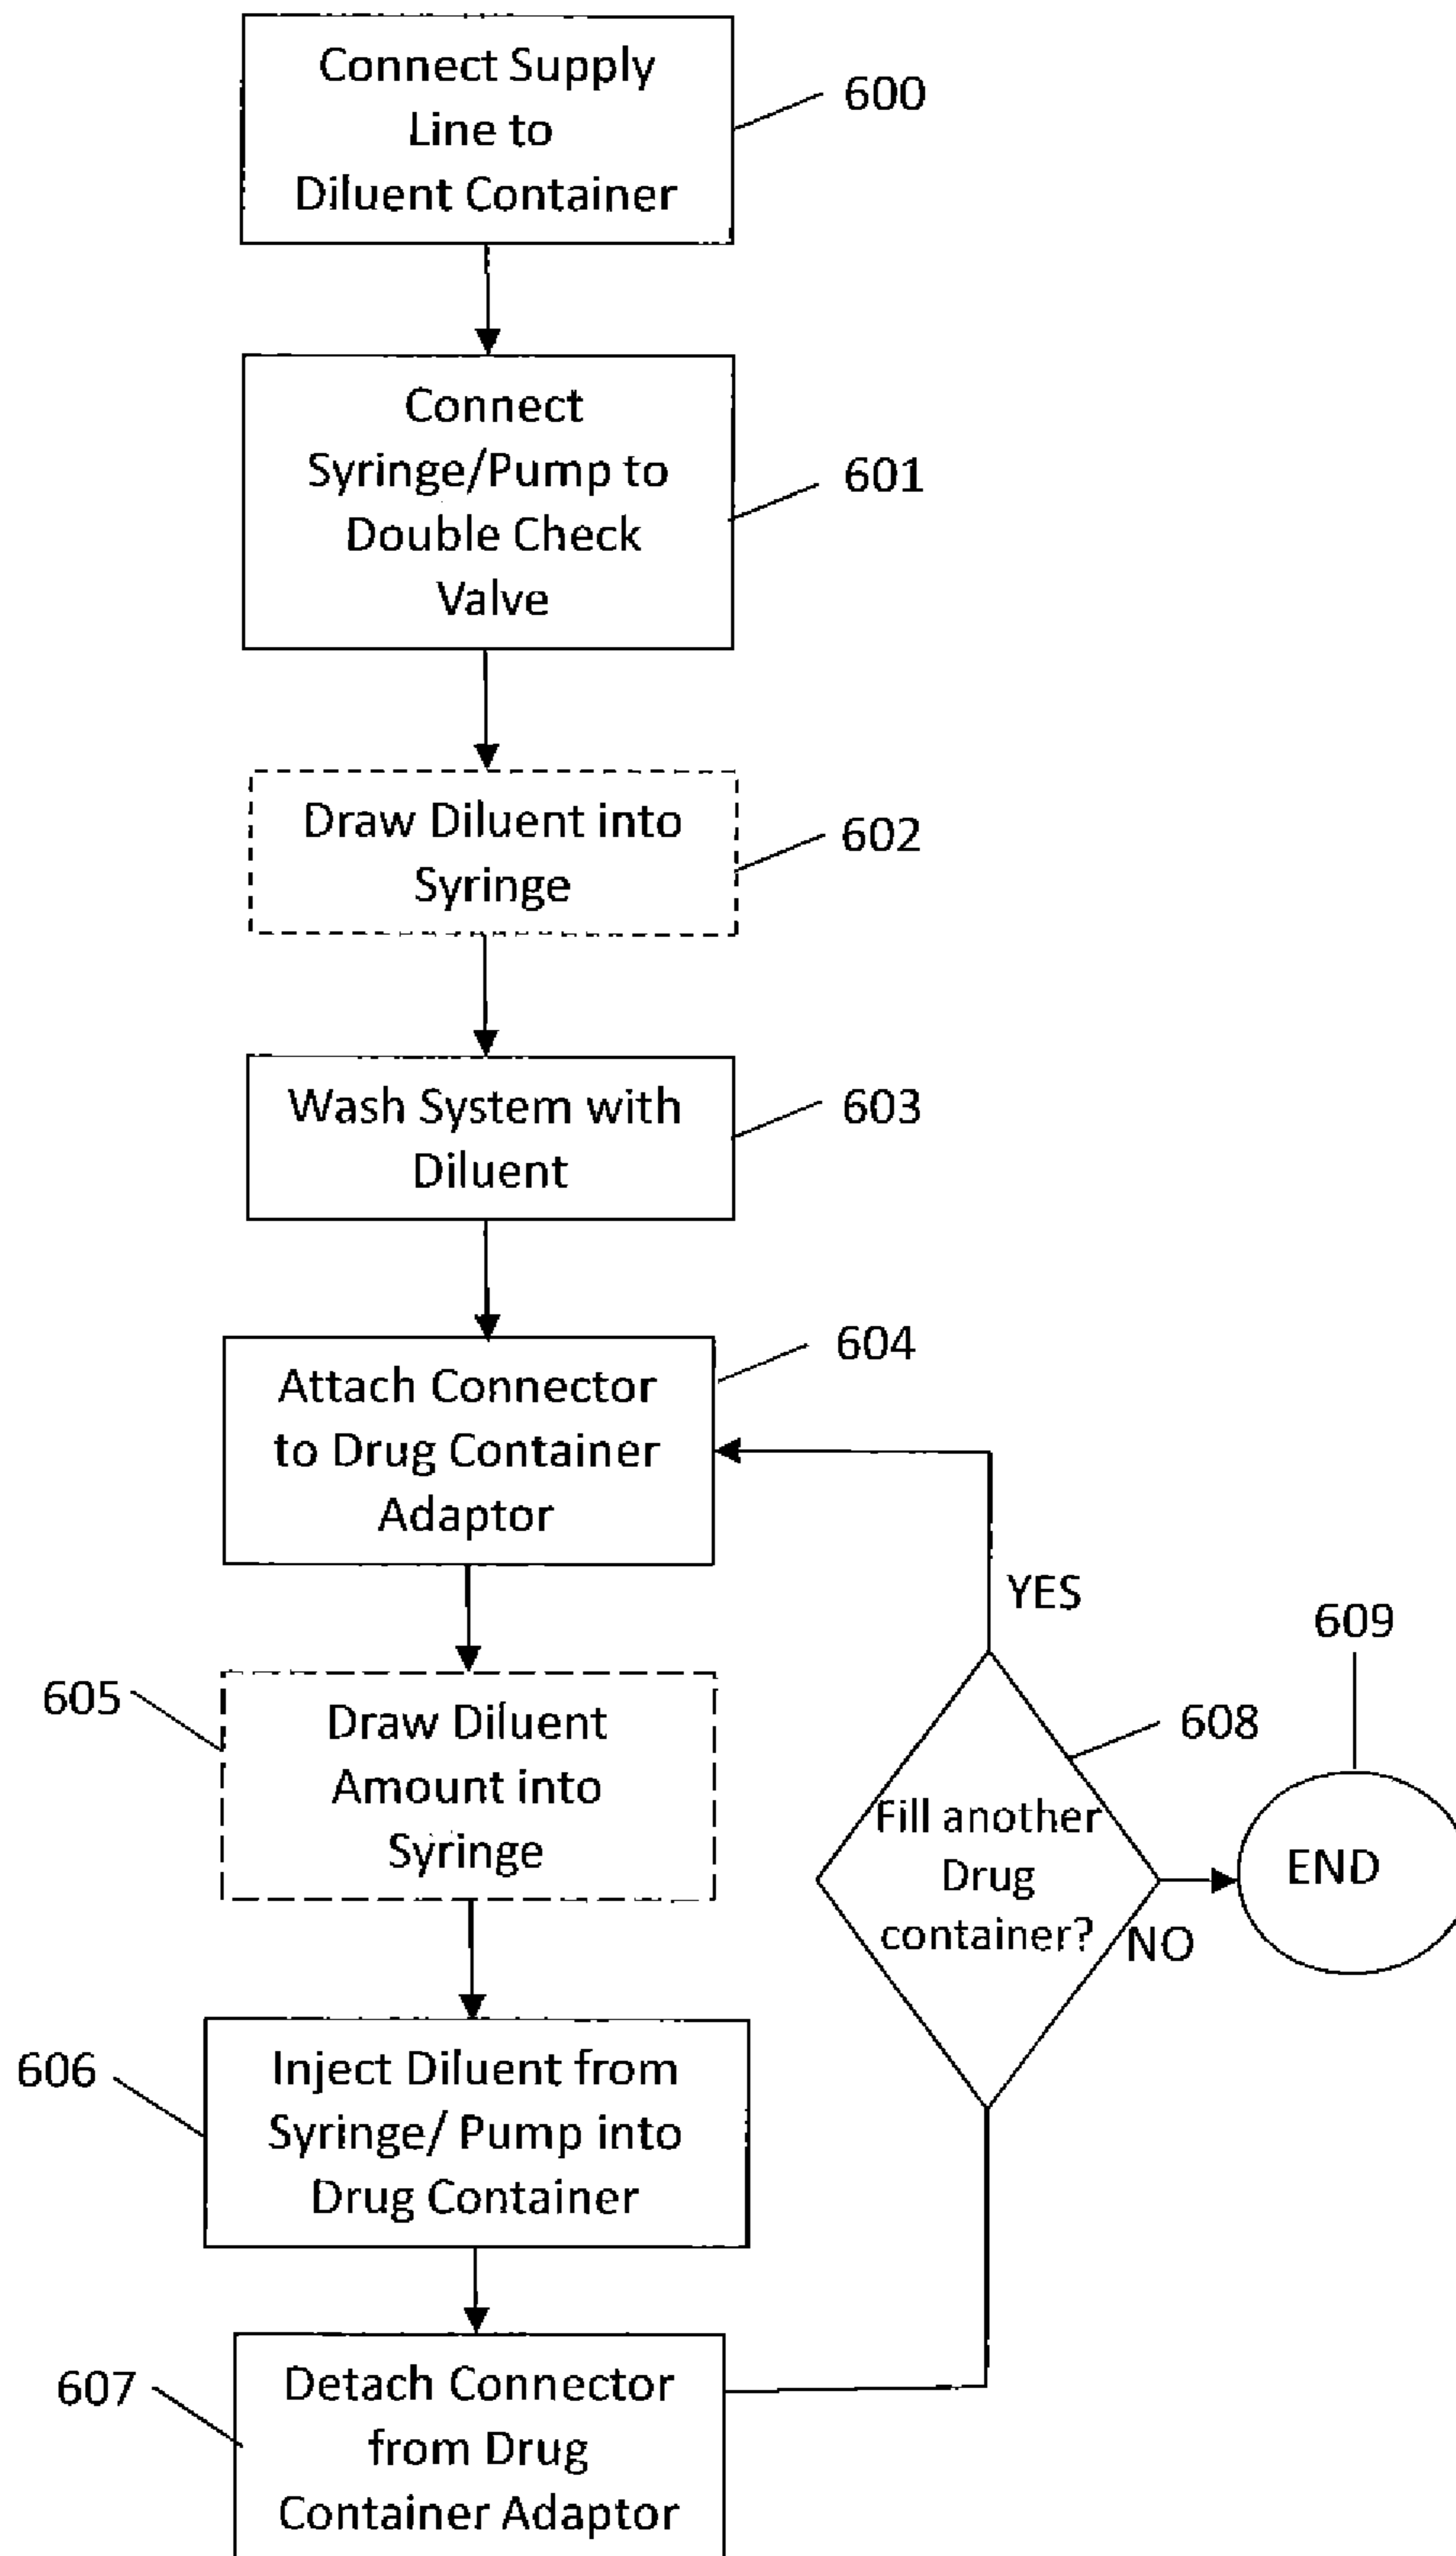 Connect Supply
Line to
Diluent Container
600
Connect
Syringe/Pump to
Double Check
Valve
601
Draw Diluent into
Syringe
602
Wash System with
Diluent
603
Attach Connector
to Drug Container
Adaptor
604
YES
605
Draw Diluent
Amount into
Syringe
608
Fill another
Drug
container?
NO
609
END
606
Inject Diluent from
Syringe/ Pump into
Drug Container
607
Detach Connector
from Drug
Container Adaptor